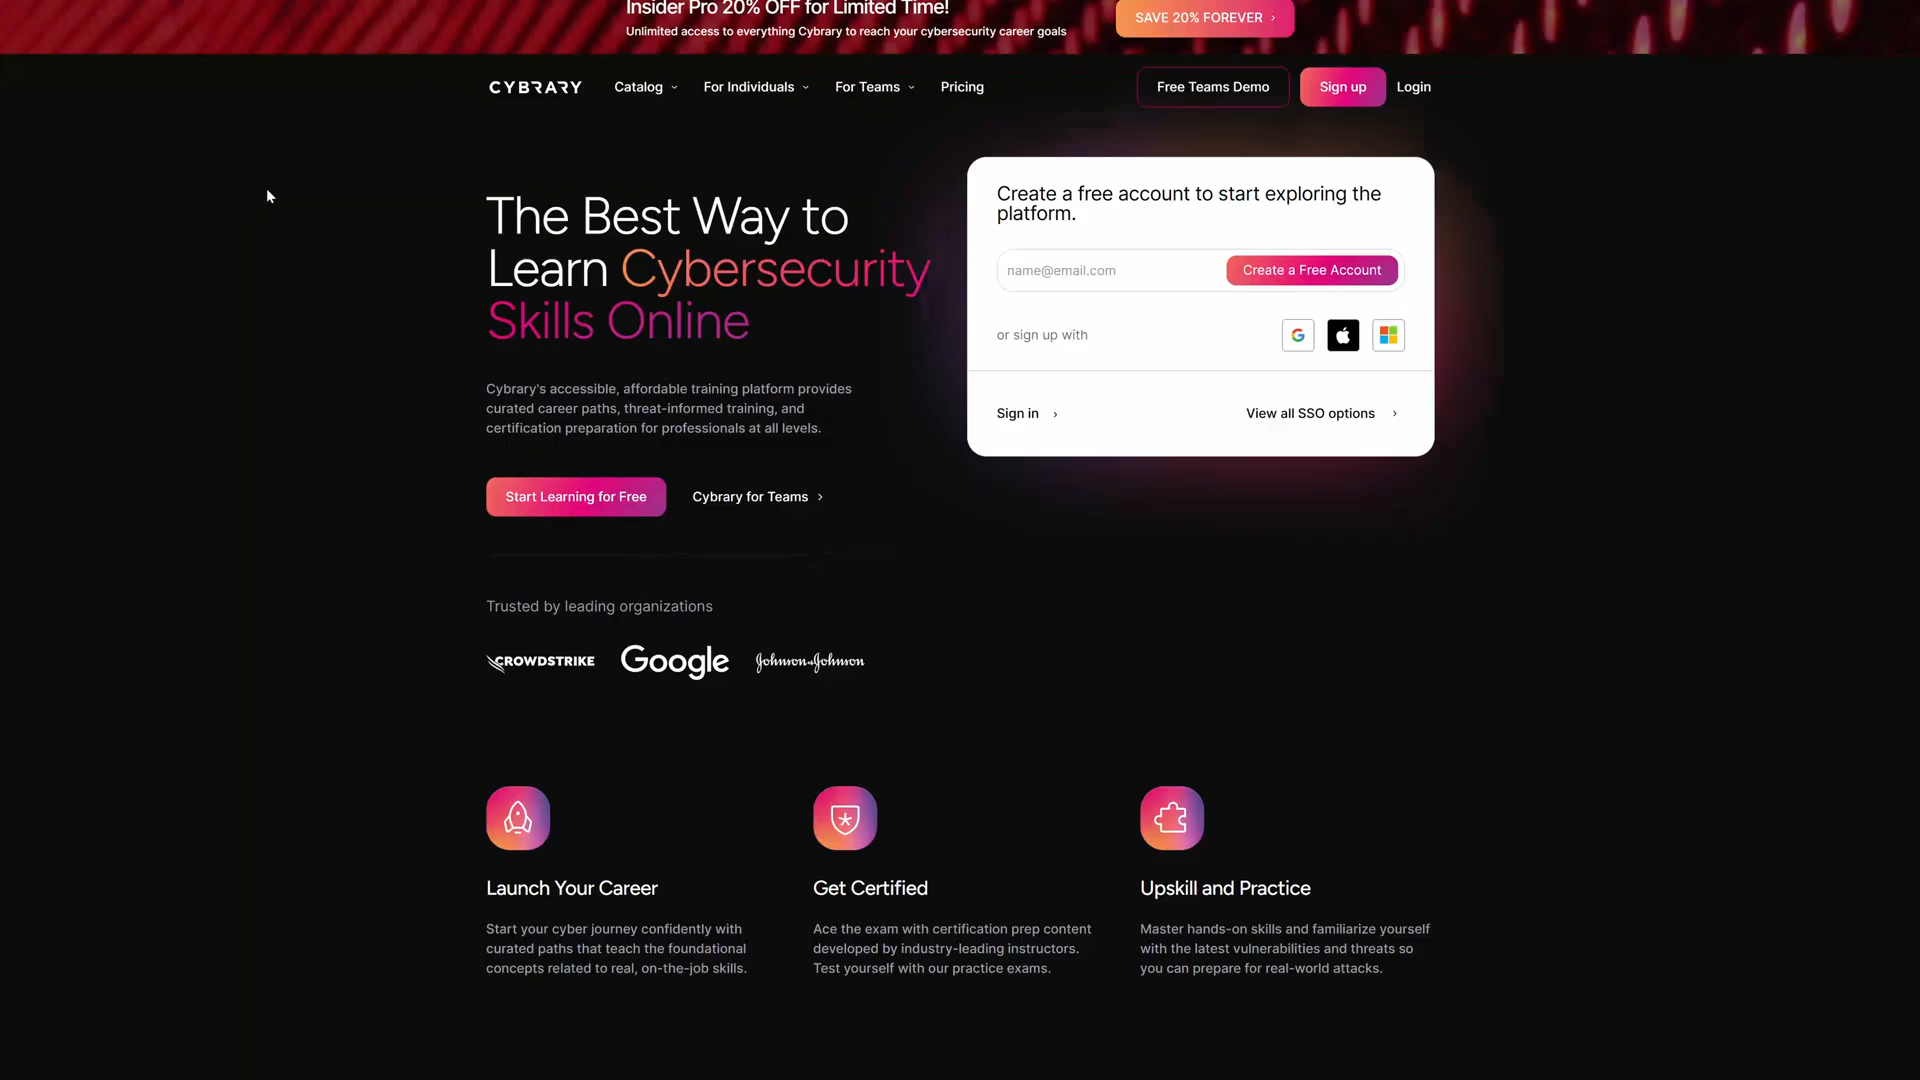 Insider Pro 20% OFF for Limited Time!
Unlimited access to everything Cybrary to reach your cybersecurity career goals
SAVE 20% FOREVER
CYBRARY
Catalog
For Individuals
For Teams
Pricing
Free Teams Demo
Sign up
Login
The Best Way to
Learn Cybersecurity
Skills Online
Cybrary's accessible, affordable training platform provides
curated career paths, threat-informed training, and
certification preparation for professionals at all levels.
Start Learning for Free
Cybrary for Teams
Create a free account to start exploring the
platform.
name@email.com
Create a Free Account
or sign up with
Sign in
View all SSO options
Trusted by leading organizations
CROWDSTRIKE
Google
Johnson & Johnson
Launch Your Career
Start your cyber journey confidently with
curated paths that teach the foundational
concepts related to real, on-the-job skills.
Get Certified
Ace the exam with certification prep content
developed by industry-leading instructors.
Test yourself with our practice exams.
Upskill and Practice
Master hands-on skills and familiarize yourself
with the latest vulnerabilities and threats so
you can prepare for real-world attacks.